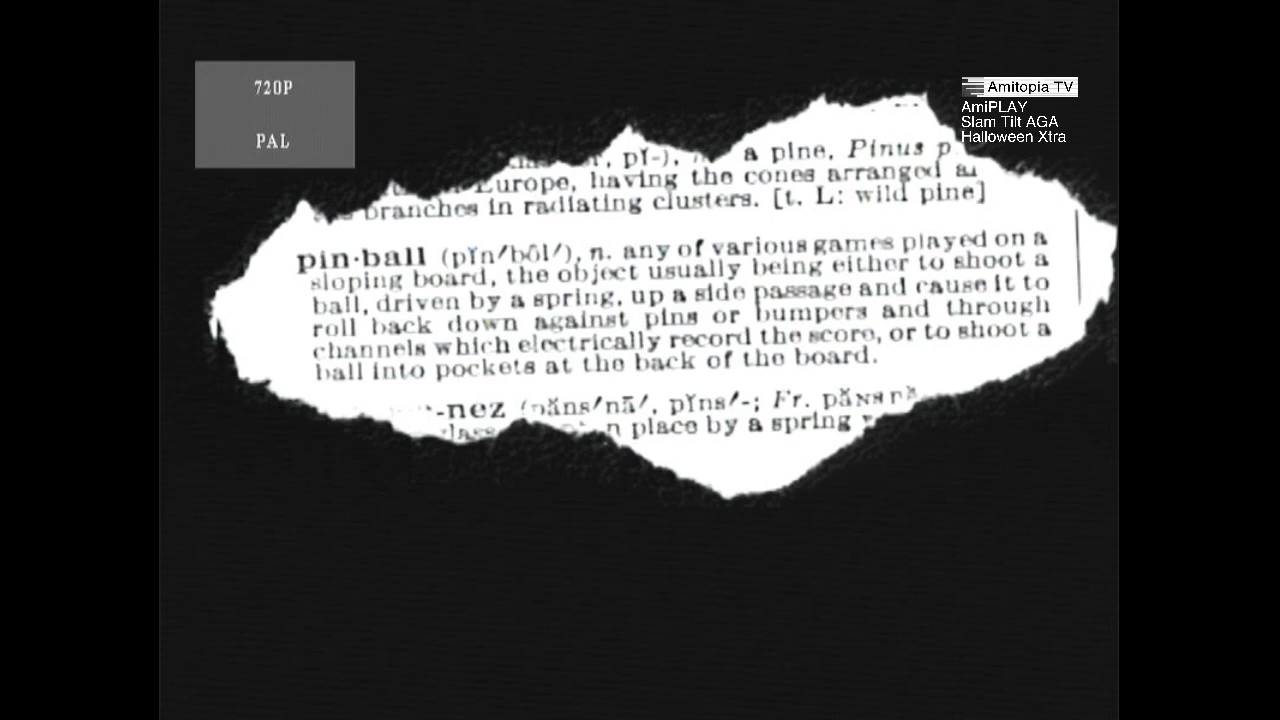 720P
PAL
Amitopia TV
AmiPLAY
Slam Tilt AGA
Halloween Xtra
pĭ-), a pine, Pinus p
Europe, having the cones arranged
branches in radiating clusters. [t. L: wild pine]
pin·ball (pĭn′bôl′), n. any of various games played on a
sloping board, the object usually being either to shoot a
ball, driven by a spring, up a side passage and cause it to
roll back down against pins or bumpers and through
channels which electrically record the score, or to shoot a
ball into pockets at the back of the board.
-nez (păns′nā′, pĭns′-; Fr.
place by a spring